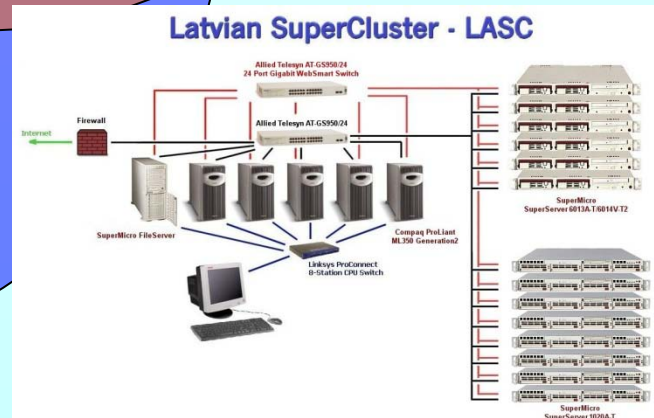 Latvian SuperCluster - LASC
Allied Telesyn AT-GS950/24
24 Port Gigabit WebSmart Switch
Allied Telesyn AT-GS950/24
Firewall
Internet
SuperMicro
SuperServer 6013A-T/6014V-T2
SuperMicro FileServer
Compaq ProLiant
ML350 Generation2
Linksys ProConnect
8-Station CPU Switch
SuperMicro
SuperServer 1020A-T